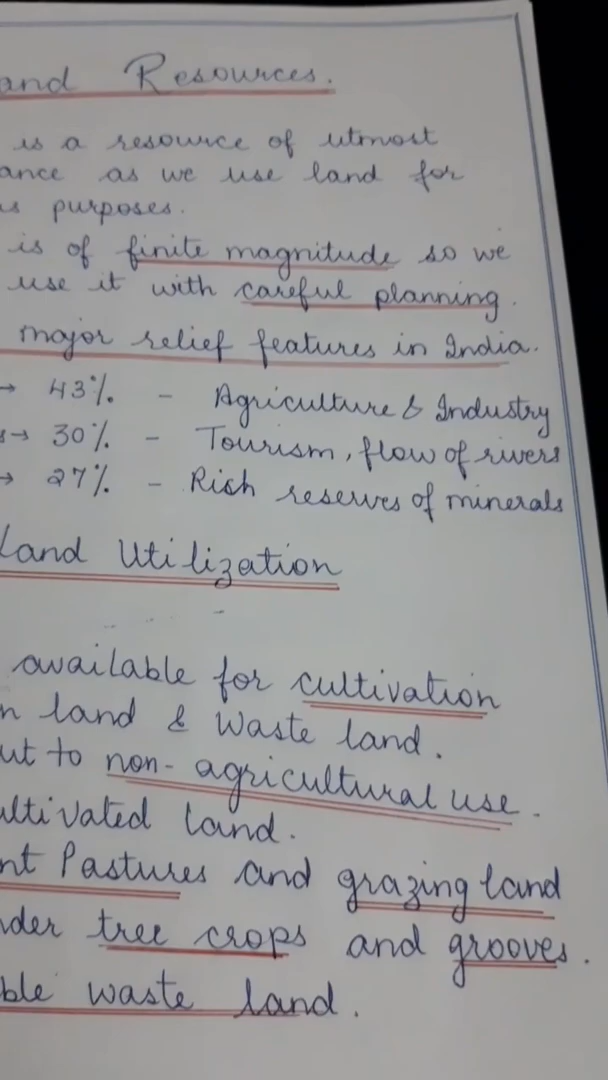 and Resources.
is a resource of utmost
ance as we use land for
s purposes.
is of finite magnitude so we
use it with careful planning.
major relief features in India.
→ 43% - Agriculture & Industry
s→ 30% - Tourism, flow of rivers
→ 27% - Rich reserves of minerals
Land Utilization
available for cultivation
n land & Waste land.
ut to non-agricultural use.
ultivated land.
nt Pastures and grazing land
nder tree crops and grooves.
ble waste land.